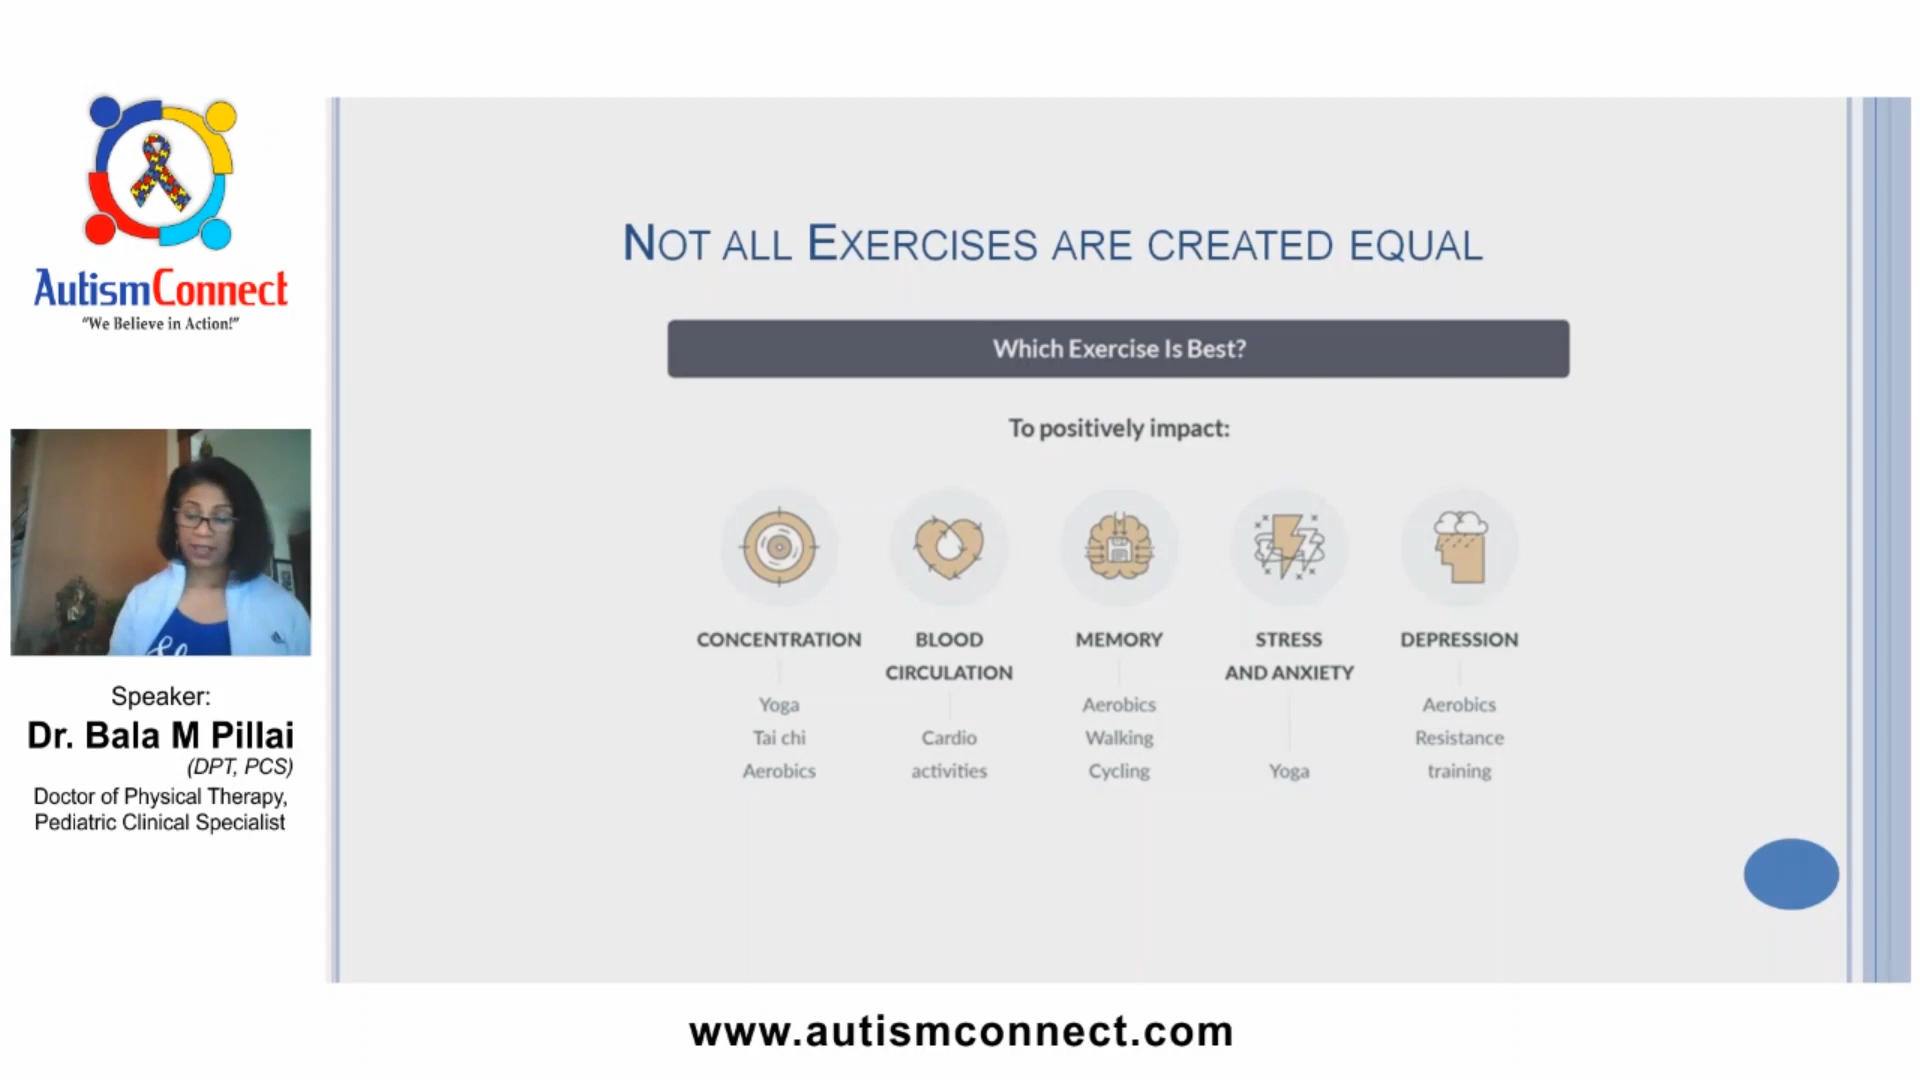 AutismConnect
"We Believe in Action!"
Speaker:
Dr. Bala M Pillai
(DPT, PCS)
Doctor of Physical Therapy,
Pediatric Clinical Specialist
NOT ALL EXERCISES ARE CREATED EQUAL
Which Exercise Is Best?
To positively impact:
CONCENTRATION
Yoga
Tai chi
Aerobics
BLOOD
CIRCULATION
Cardio
activities
MEMORY
Aerobics
Walking
Cycling
STRESS
AND ANXIETY
Yoga
DEPRESSION
Aerobics
Resistance
training
www.autismconnect.com